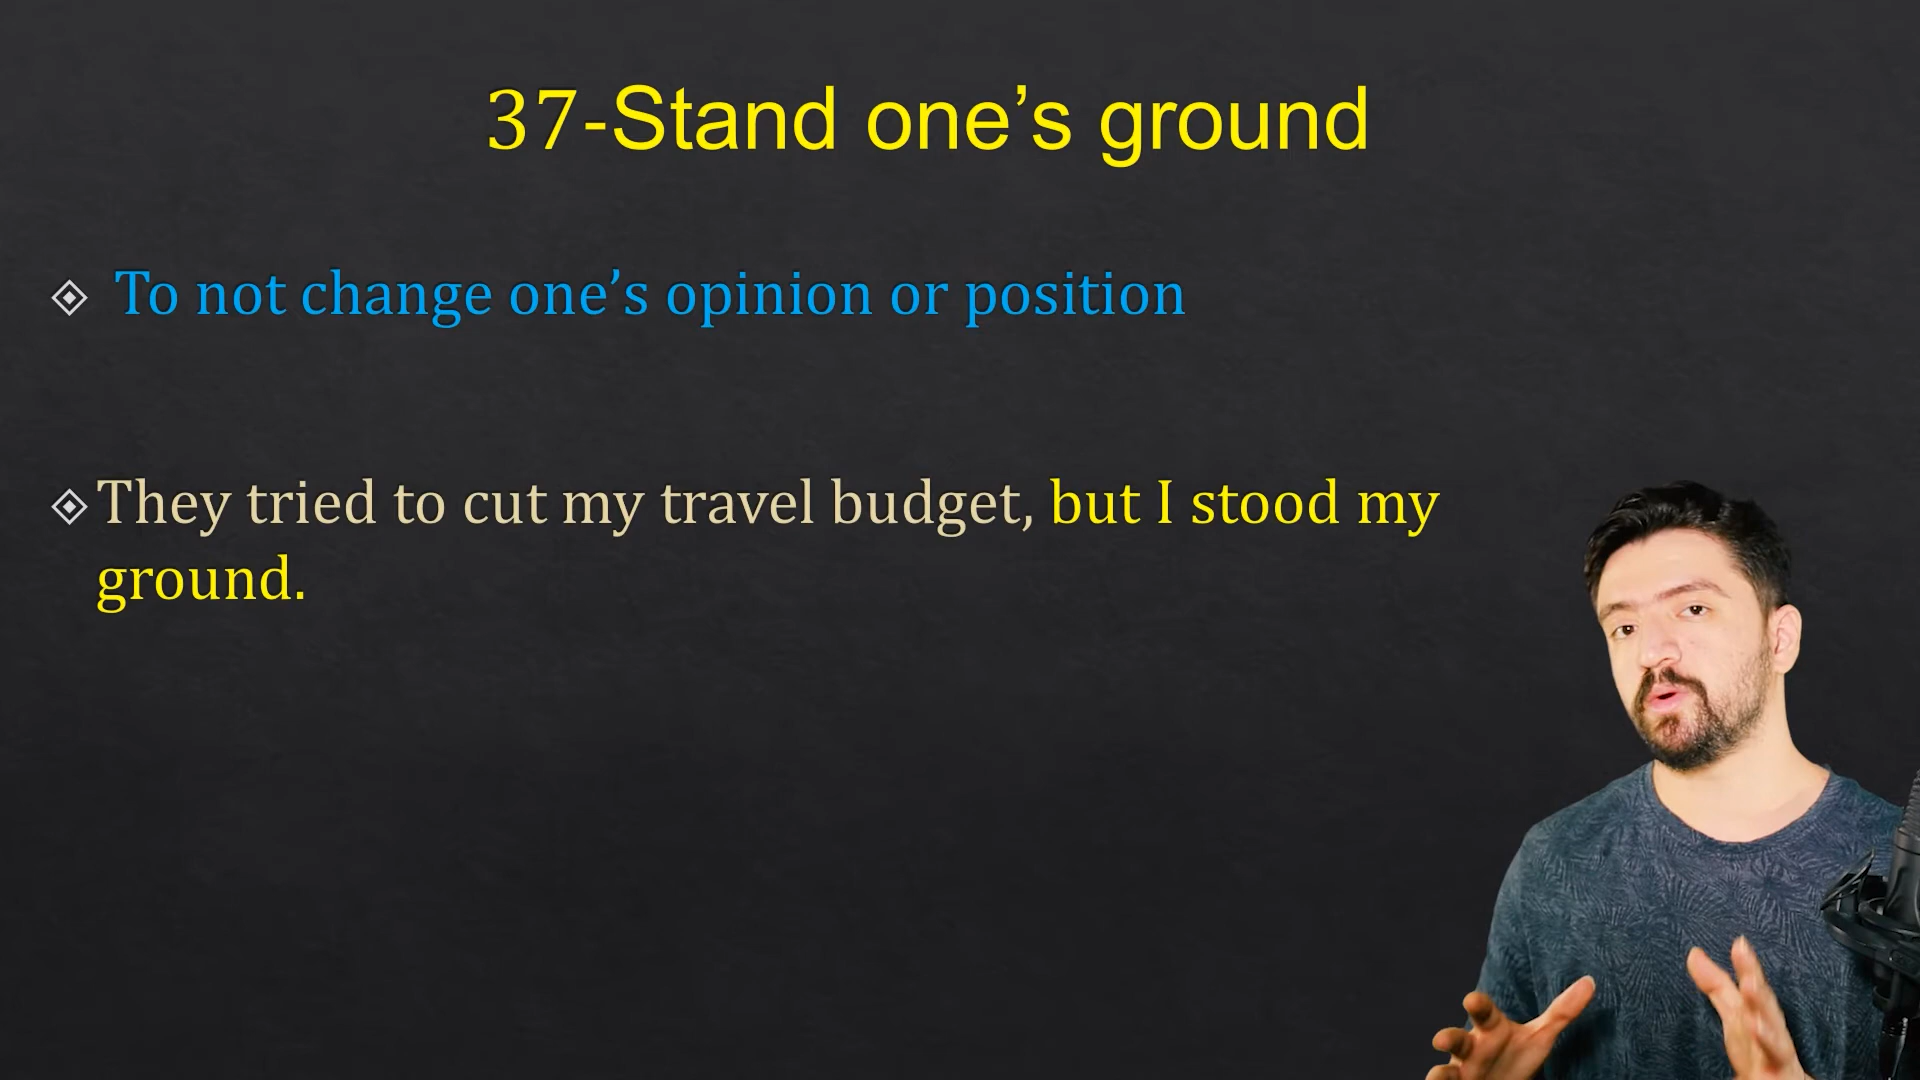 37-Stand one’s ground
To not change one’s opinion or position
They tried to cut my travel budget, but I stood my
ground.